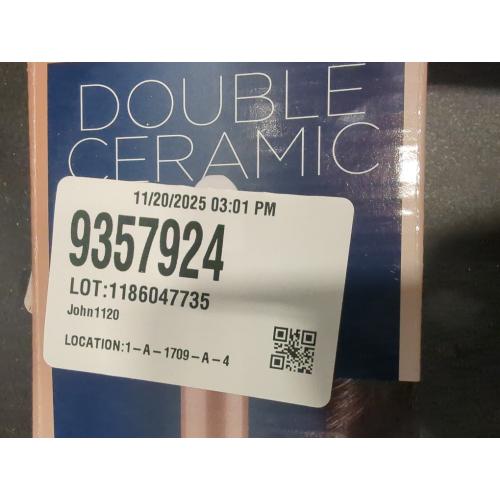 DOUBLE
CERAMIC
11/20/2025 03:01 PM
9357924
LOT:1186047735
John1120
LOCATION:1-A-1709-A-4